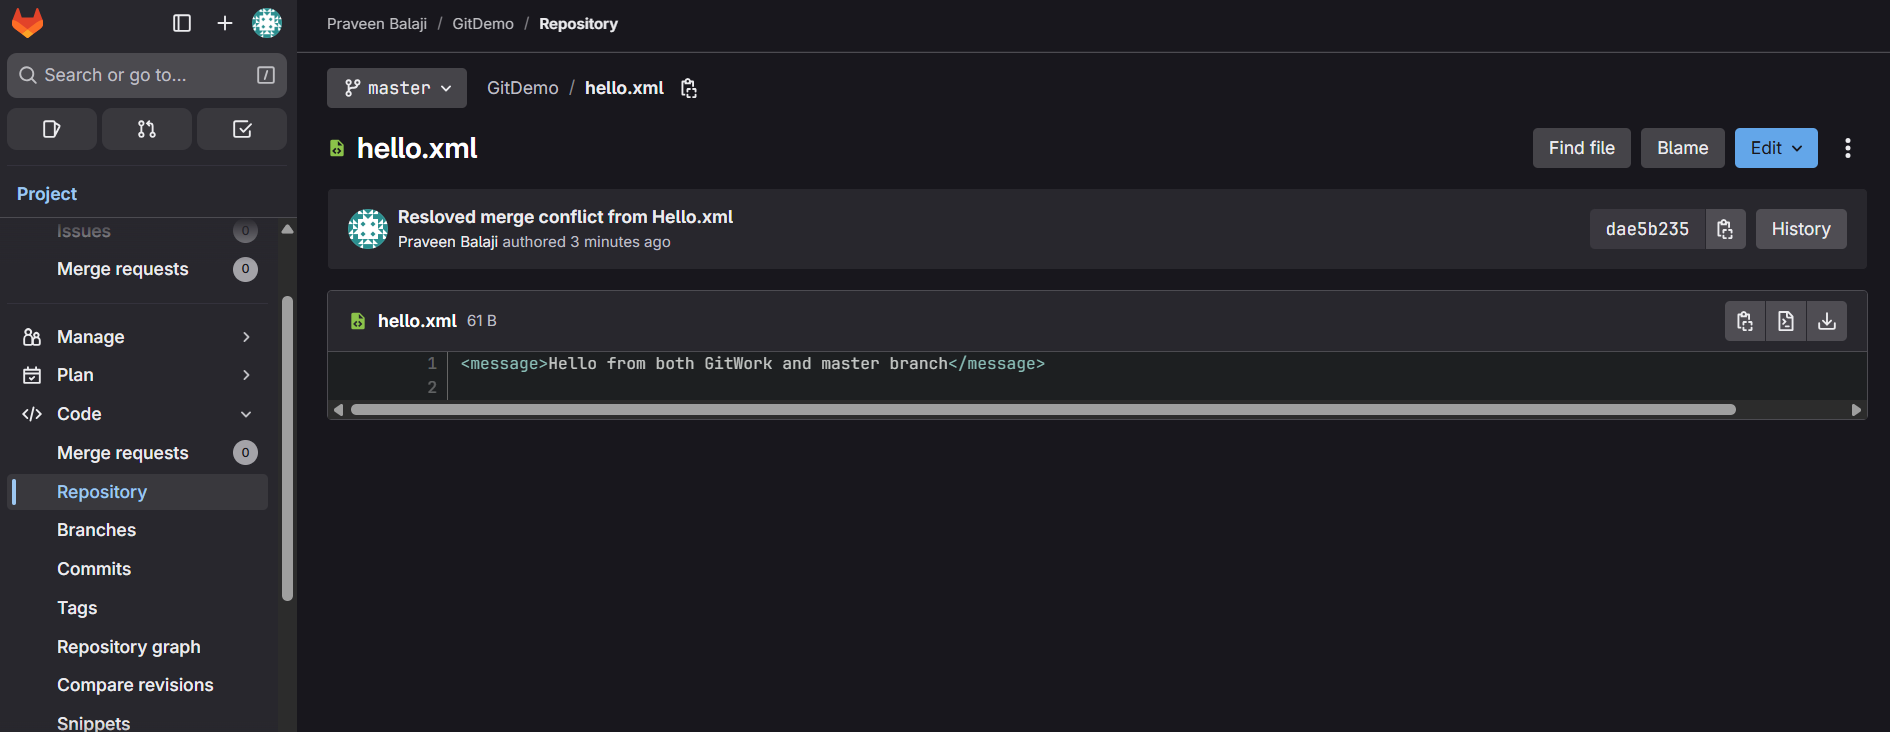 Praveen Balaji / GitDemo / Repository
Search or go to... /
master
GitDemo / hello.xml
hello.xml
Find file
Blame
Edit
Project
Issues 0
Merge requests 0
Resloved merge conflict from Hello.xml
Praveen Balaji authored 3 minutes ago
dae5b235
History
Manage
Plan
Code
Merge requests 0
Repository
Branches
Commits
Tags
Repository graph
Compare revisions
Snippets
hello.xml 61 B
1 <message>Hello from both GitWork and master branch</message>
2